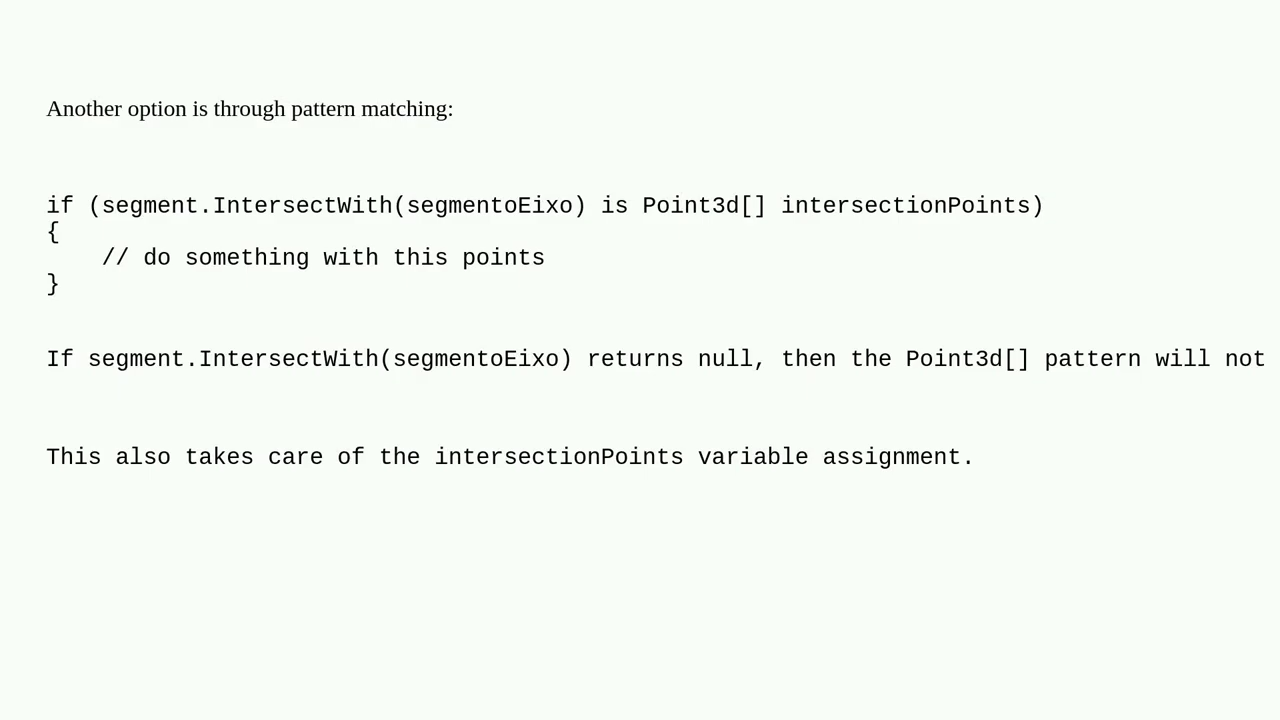 Another option is through pattern matching:
if (segment.IntersectWith(segmentoEixo) is Point3d[] intersectionPoints)
{
    // do something with this points
}
If segment.IntersectWith(segmentoEixo) returns null, then the Point3d[] pattern will not
This also takes care of the intersectionPoints variable assignment.